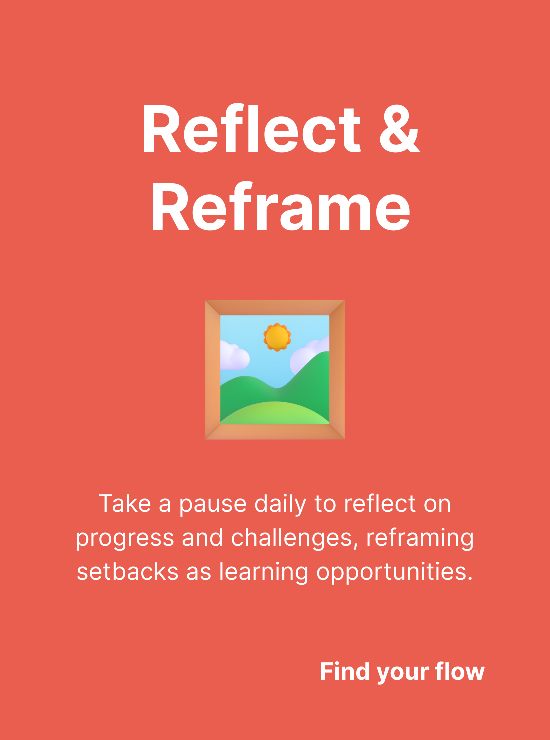 Reflect &
Reframe
Take a pause daily to reflect on
progress and challenges, reframing
setbacks as learning opportunities.
Find your flow